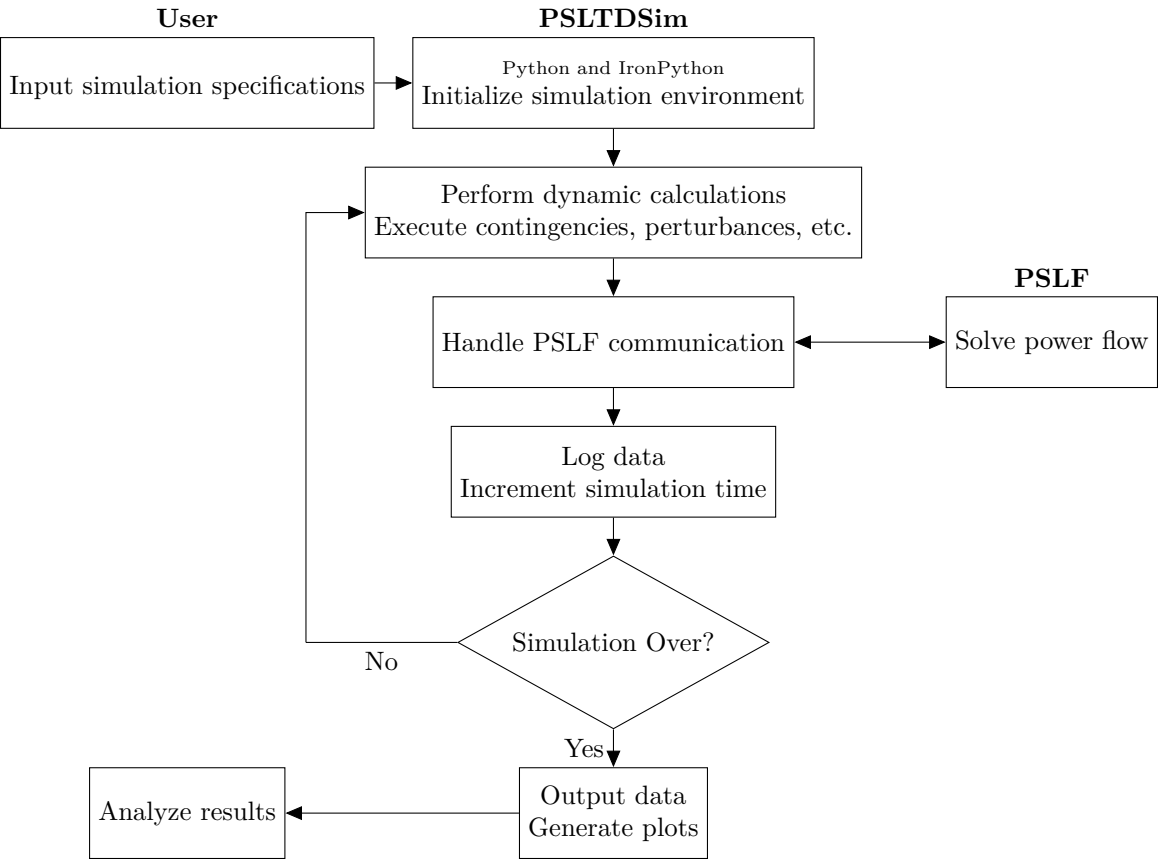 User
PSLTDSim
Input simulation specifications
Python and IronPython
Initialize simulation environment
Perform dynamic calculations
Execute contingencies, perturbances, etc.
PSLF
Handle PSLF communication
Solve power flow
Log data
Increment simulation time
Simulation Over?
No
Yes
Analyze results
Output data
Generate plots